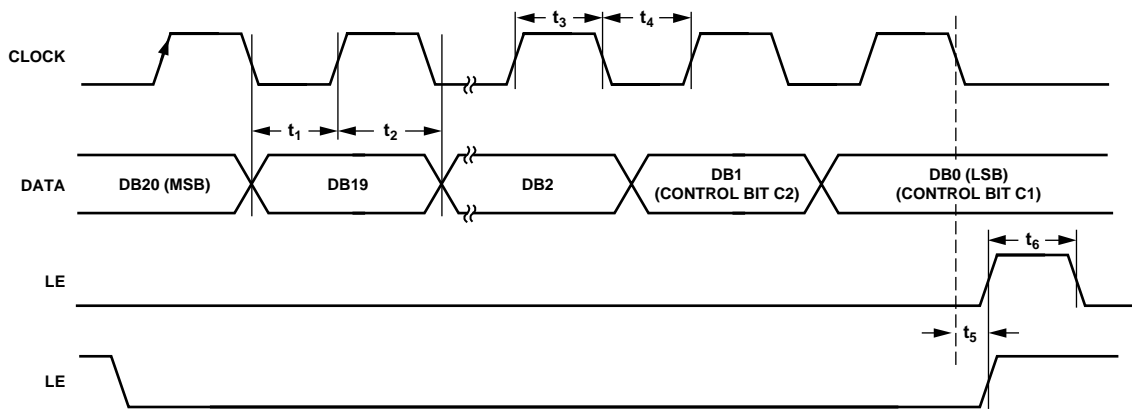 t3
t4
CLOCK
t1
t2
DATA
DB20 (MSB)
DB19
DB2
DB1
(CONTROL BIT C2)
DB0 (LSB)
(CONTROL BIT C1)
t6
LE
t5
LE